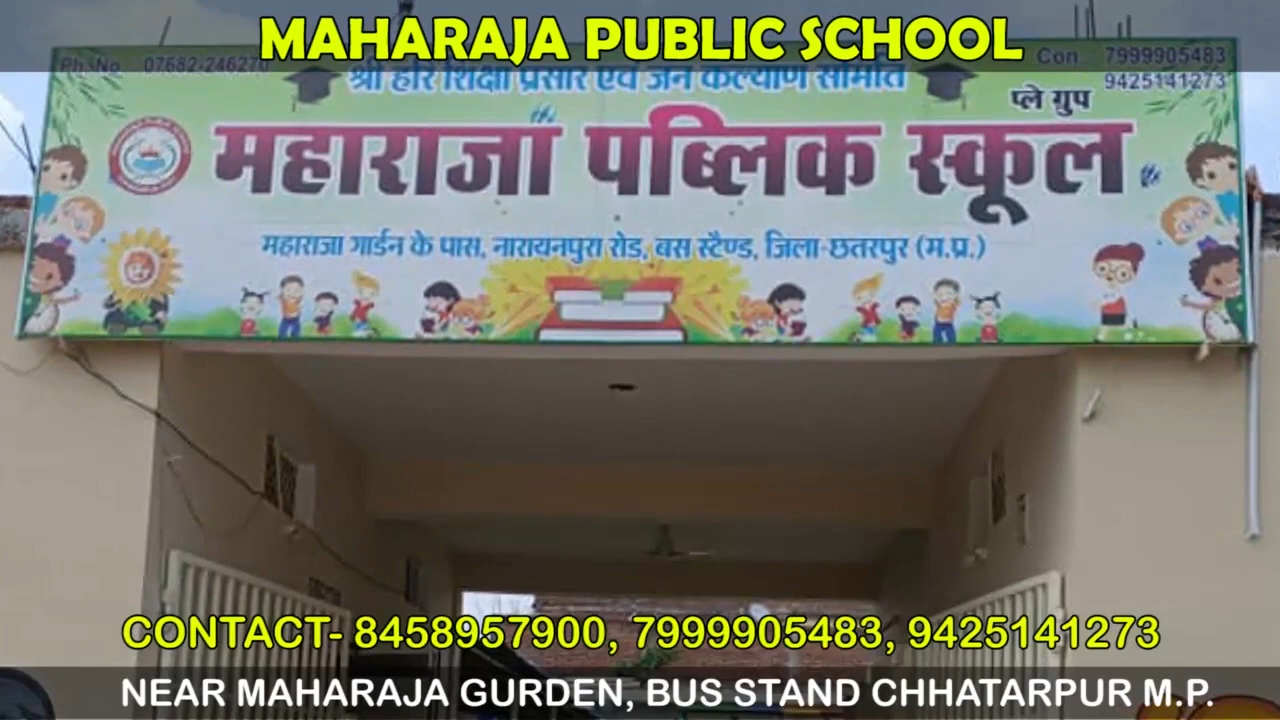 MAHARAJA PUBLIC SCHOOL
Ph. No. 07682-246270
Con. 7999905483
9425141273
श्री हरि शिक्षा प्रसार एवं जन कल्याण समिति
प्ले ग्रुप
महाराजा पब्लिक स्कूल
महाराजा गार्डन के पास, नारायनपुरा रोड, बस स्टैण्ड, जिला-छतरपुर (म.प्र.)
CONTACT- 8458957900, 7999905483, 9425141273
NEAR MAHARAJA GURDEN, BUS STAND CHHATARPUR M.P.